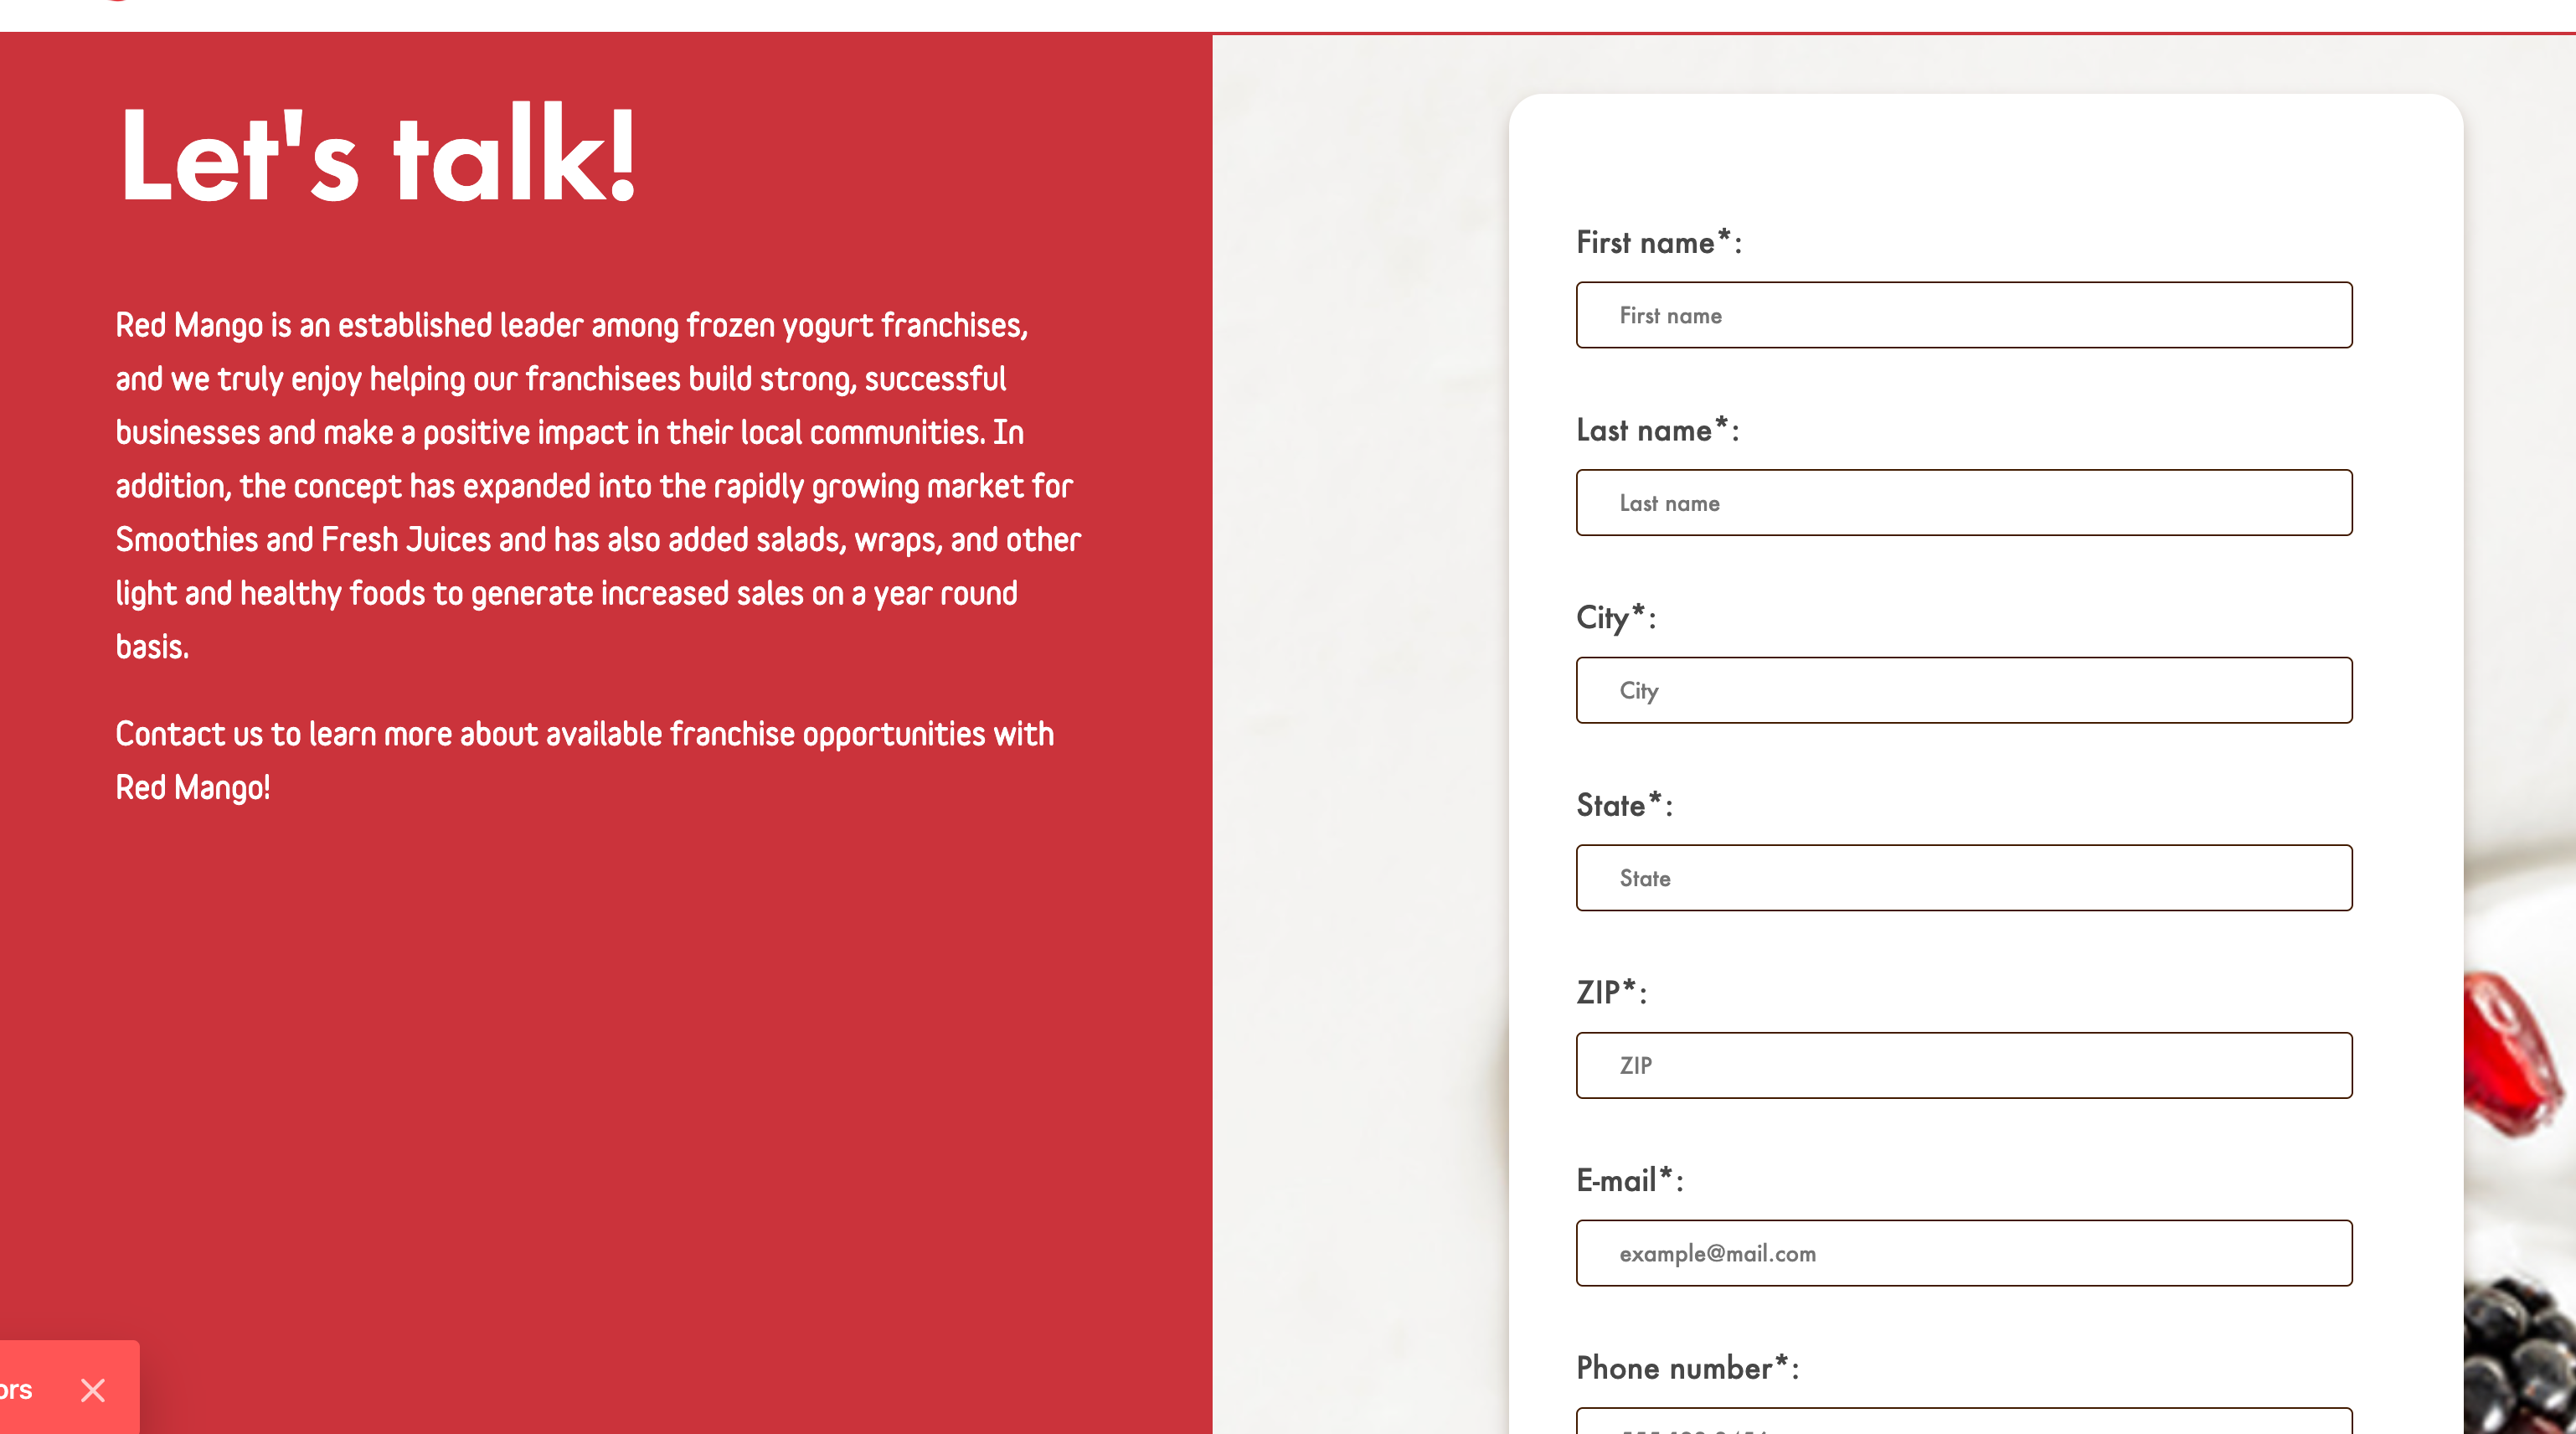 Let's talk!
Red Mango is an established leader among frozen yogurt franchises,
and we truly enjoy helping our franchisees build strong, successful
businesses and make a positive impact in their local communities. In
addition, the concept has expanded into the rapidly growing market for
Smoothies and Fresh Juices and has also added salads, wraps, and other
light and healthy foods to generate increased sales on a year round
basis.
Contact us to learn more about available franchise opportunities with
Red Mango!
First name*:
First name
Last name*:
Last name
City*:
City
State*:
State
ZIP*:
ZIP
E-mail*:
example@mail.com
Phone number*: